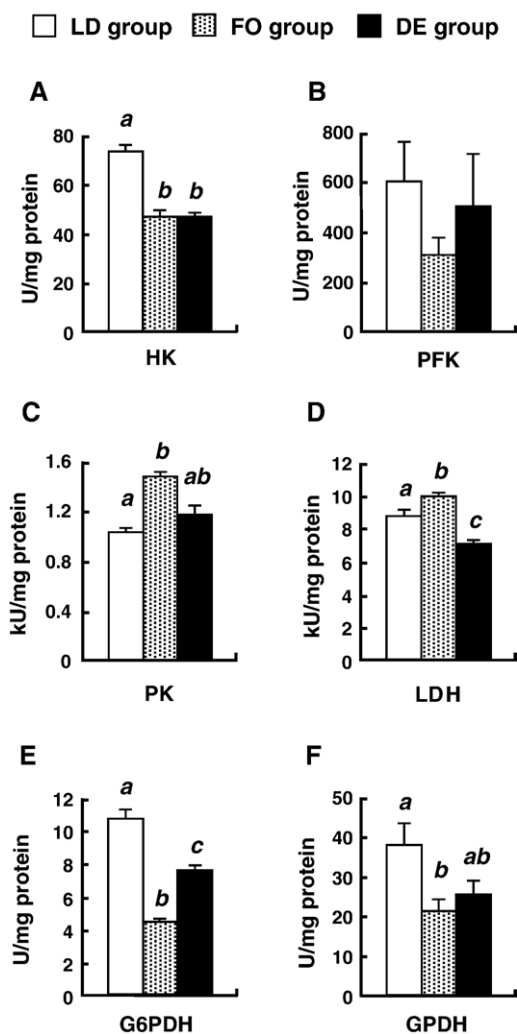 LD group FO group DE group
A B
a
b b
80
60
40
20
0
U/mg protein
HK
800
600
400
200
0
U/mg protein
PFK
C D
a b ab
1.6
1.2
0.8
0.4
0
kU/mg protein
PK
a b c
12
10
8
6
4
2
0
kU/mg protein
LDH
E F
a b c
12
10
8
6
4
2
0
U/mg protein
G6PDH
a b ab
50
40
30
20
10
0
U/mg protein
GPDH